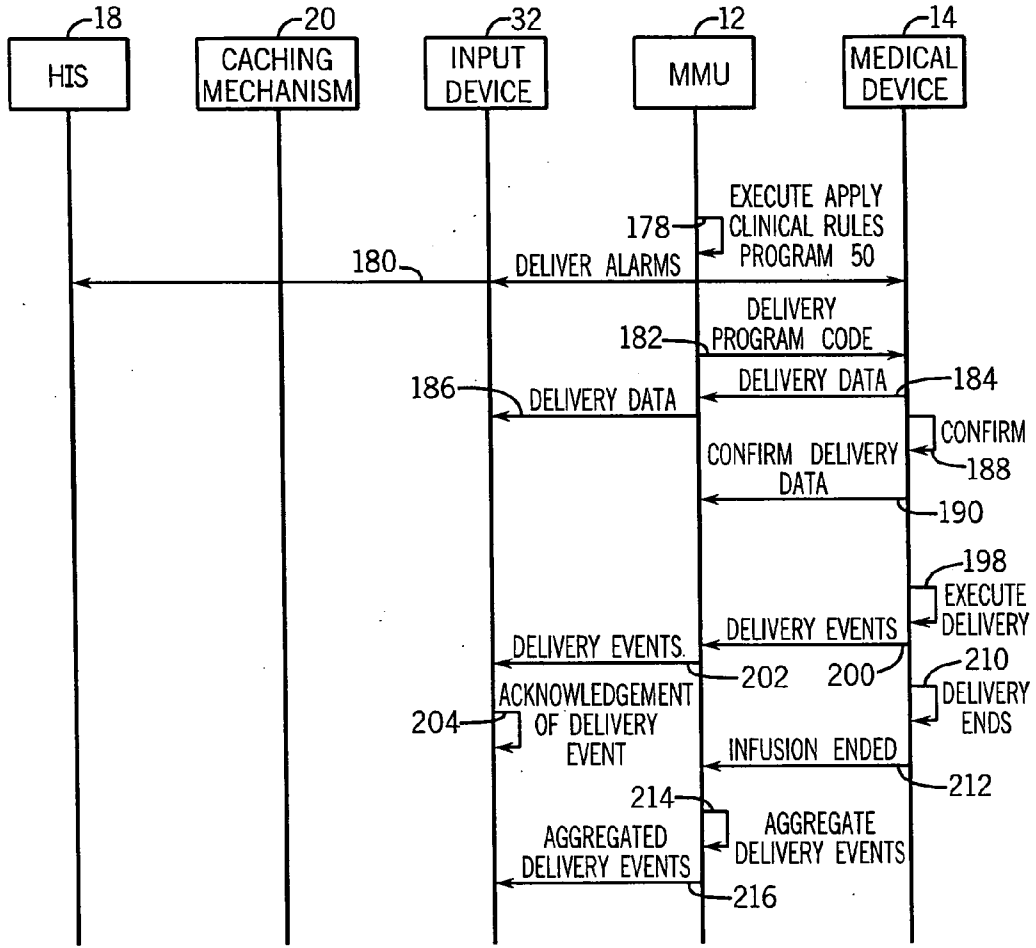 18
20
32
12
14
HIS
CACHING
MECHANISM
INPUT
DEVICE
MMU
MEDICAL
DEVICE
178
EXECUTE APPLY
CLINICAL RULES
PROGRAM 50
180
DELIVER ALARMS
DELIVERY
PROGRAM CODE
182
DELIVERY DATA
184
186
DELIVERY DATA
CONFIRM
188
CONFIRM DELIVERY
DATA
190
198
EXECUTE
DELIVERY
DELIVERY EVENTS
200
DELIVERY EVENTS.
202
210
DELIVERY
ENDS
204
ACKNOWLEDGEMENT
OF DELIVERY
EVENT
INFUSION ENDED
212
214
AGGREGATE
DELIVERY EVENTS
AGGREGATED
DELIVERY EVENTS
216